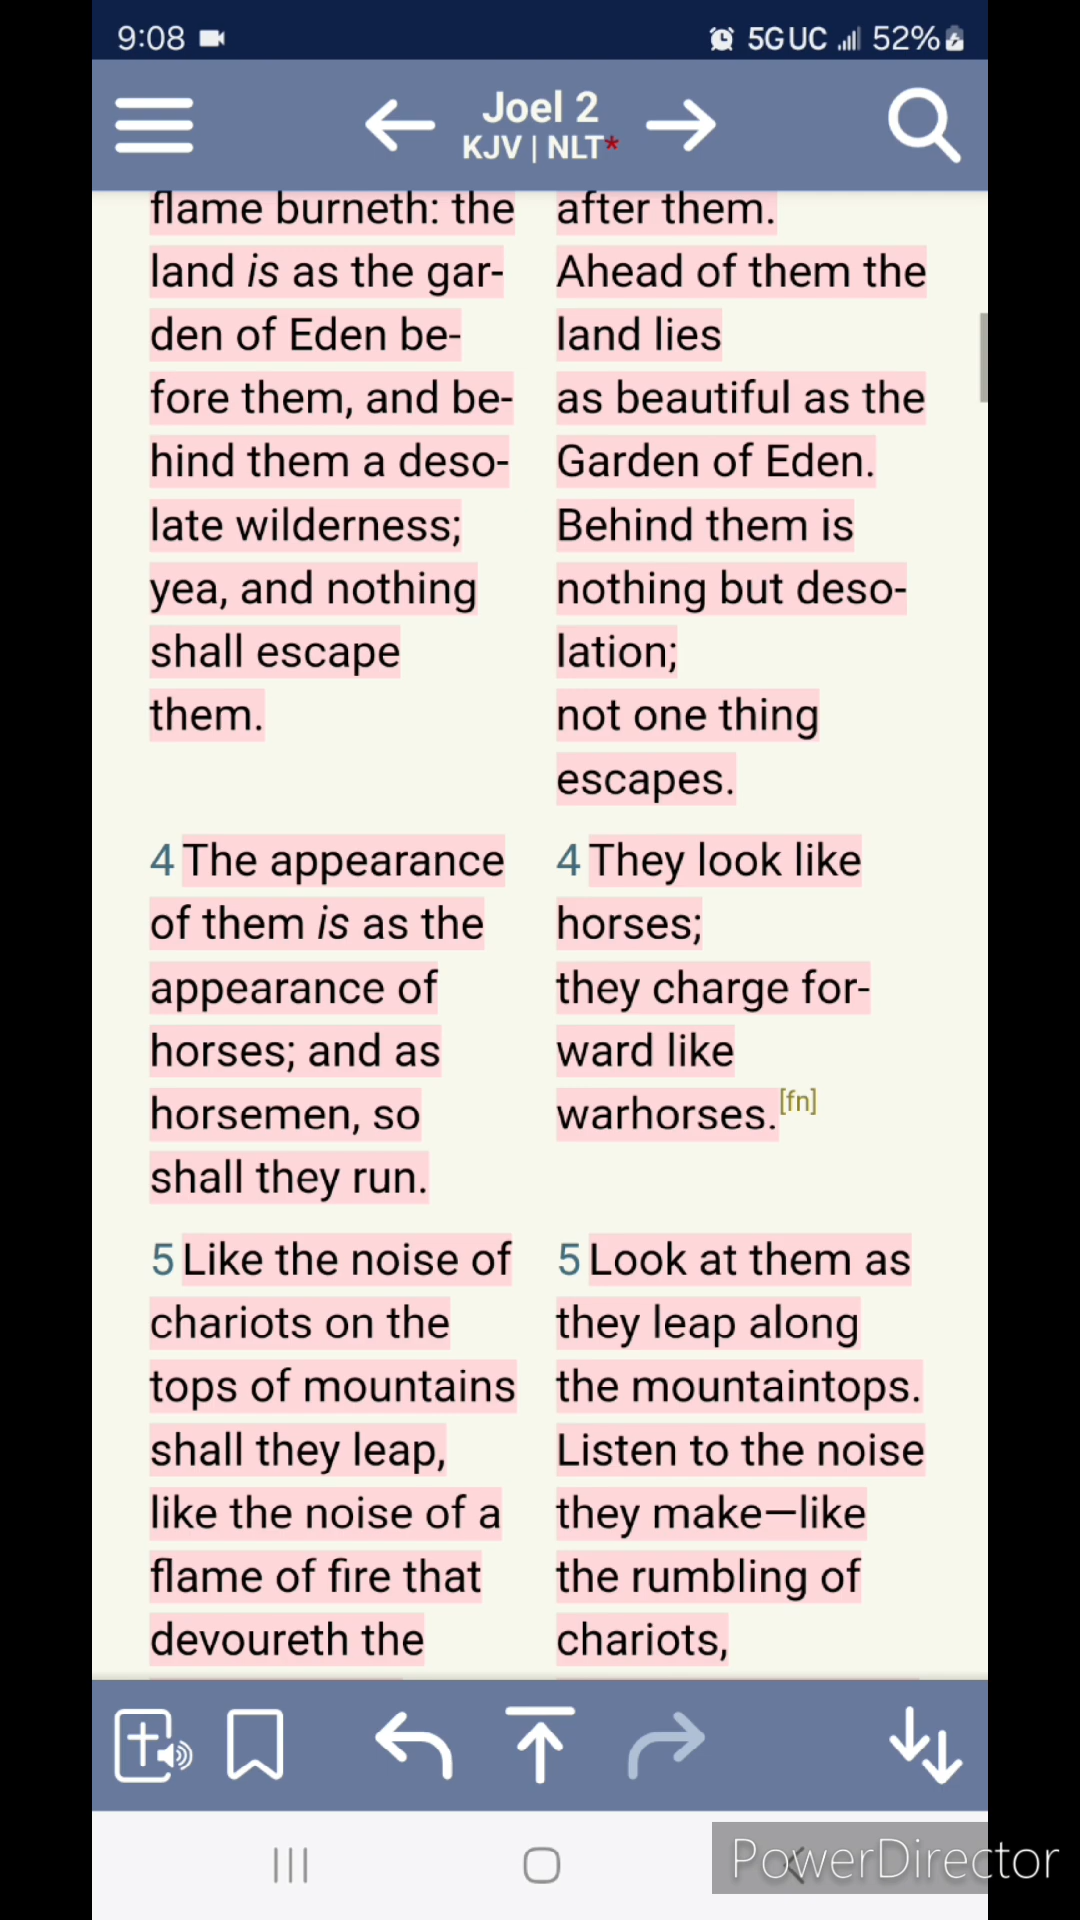 9:08
5G UC 52%
Joel 2
KJV | NLT*
flame burneth: the
land is as the gar-
den of Eden be-
fore them, and be-
hind them a deso-
late wilderness;
yea, and nothing
shall escape
them.
4 The appearance
of them is as the
appearance of
horses; and as
horsemen, so
shall they run.
5 Like the noise of
chariots on the
tops of mountains
shall they leap,
like the noise of a
flame of fire that
devoureth the
after them.
Ahead of them the
land lies
as beautiful as the
Garden of Eden.
Behind them is
nothing but deso-
lation;
not one thing
escapes.
4 They look like
horses;
they charge for-
ward like
warhorses.[fn]
5 Look at them as
they leap along
the mountaintops.
Listen to the noise
they make—like
the rumbling of
chariots,
PowerDirector